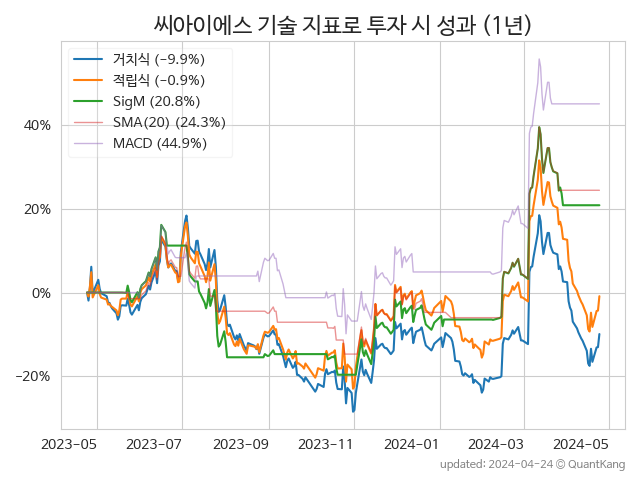 씨아이에스 기술 지표로 투자 시 성과 (1년)
거치식 (−9.9%)
적립식 (−0.9%)
SigM (20.8%)
SMA(20) (24.3%)
MACD (44.9%)
40%
20%
0%
−20%
2023−05
2023−07
2023−09
2023−11
2024−01
2024−03
2024−05
updated: 2024−04−24 © QuantKang